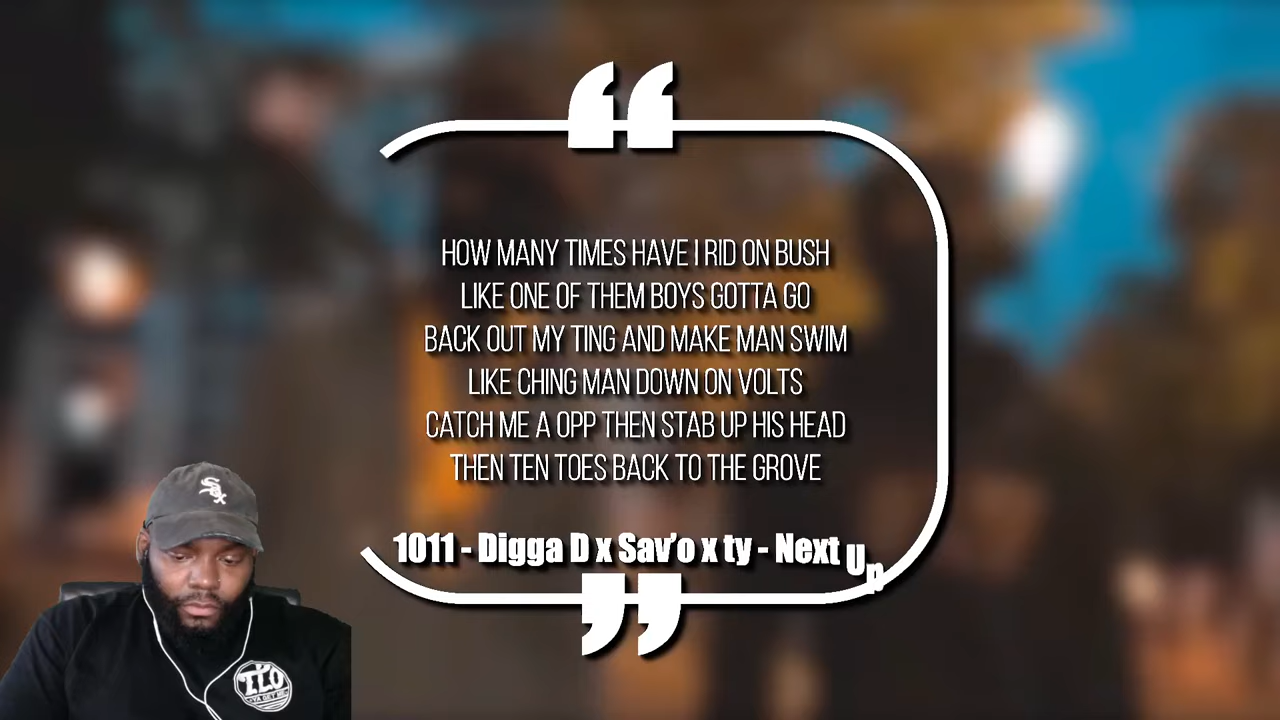 HOW MANY TIMES HAVE I RID ON BUSH
LIKE ONE OF THEM BOYS GOTTA GO
BACK OUT MY TING AND MAKE MAN SWIM
LIKE CHING MAN DOWN ON VOLTS
CATCH ME A OPP THEN STAB UP HIS HEAD
THEN TEN TOES BACK TO THE GROVE
1011 - Digga D x Sav'o x ty - Next Up
Sox
TLO